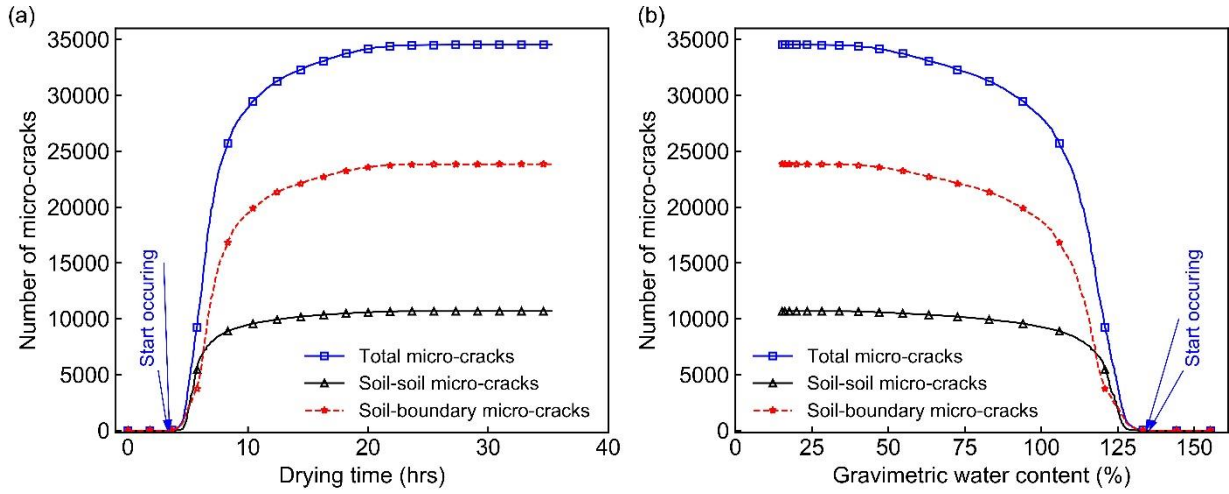 (a)
Number of micro-cracks
35000
30000
25000
20000
15000
10000
5000
0
Start occuring
Total micro-cracks
Soil-soil micro-cracks
Soil-boundary micro-cracks
0 10 20 30 40
Drying time (hrs)
(b)
Number of micro-cracks
35000
30000
25000
20000
15000
10000
5000
0
Start occuring
Total micro-cracks
Soil-soil micro-cracks
Soil-boundary micro-cracks
0 25 50 75 100 125 150
Gravimetric water content (%)